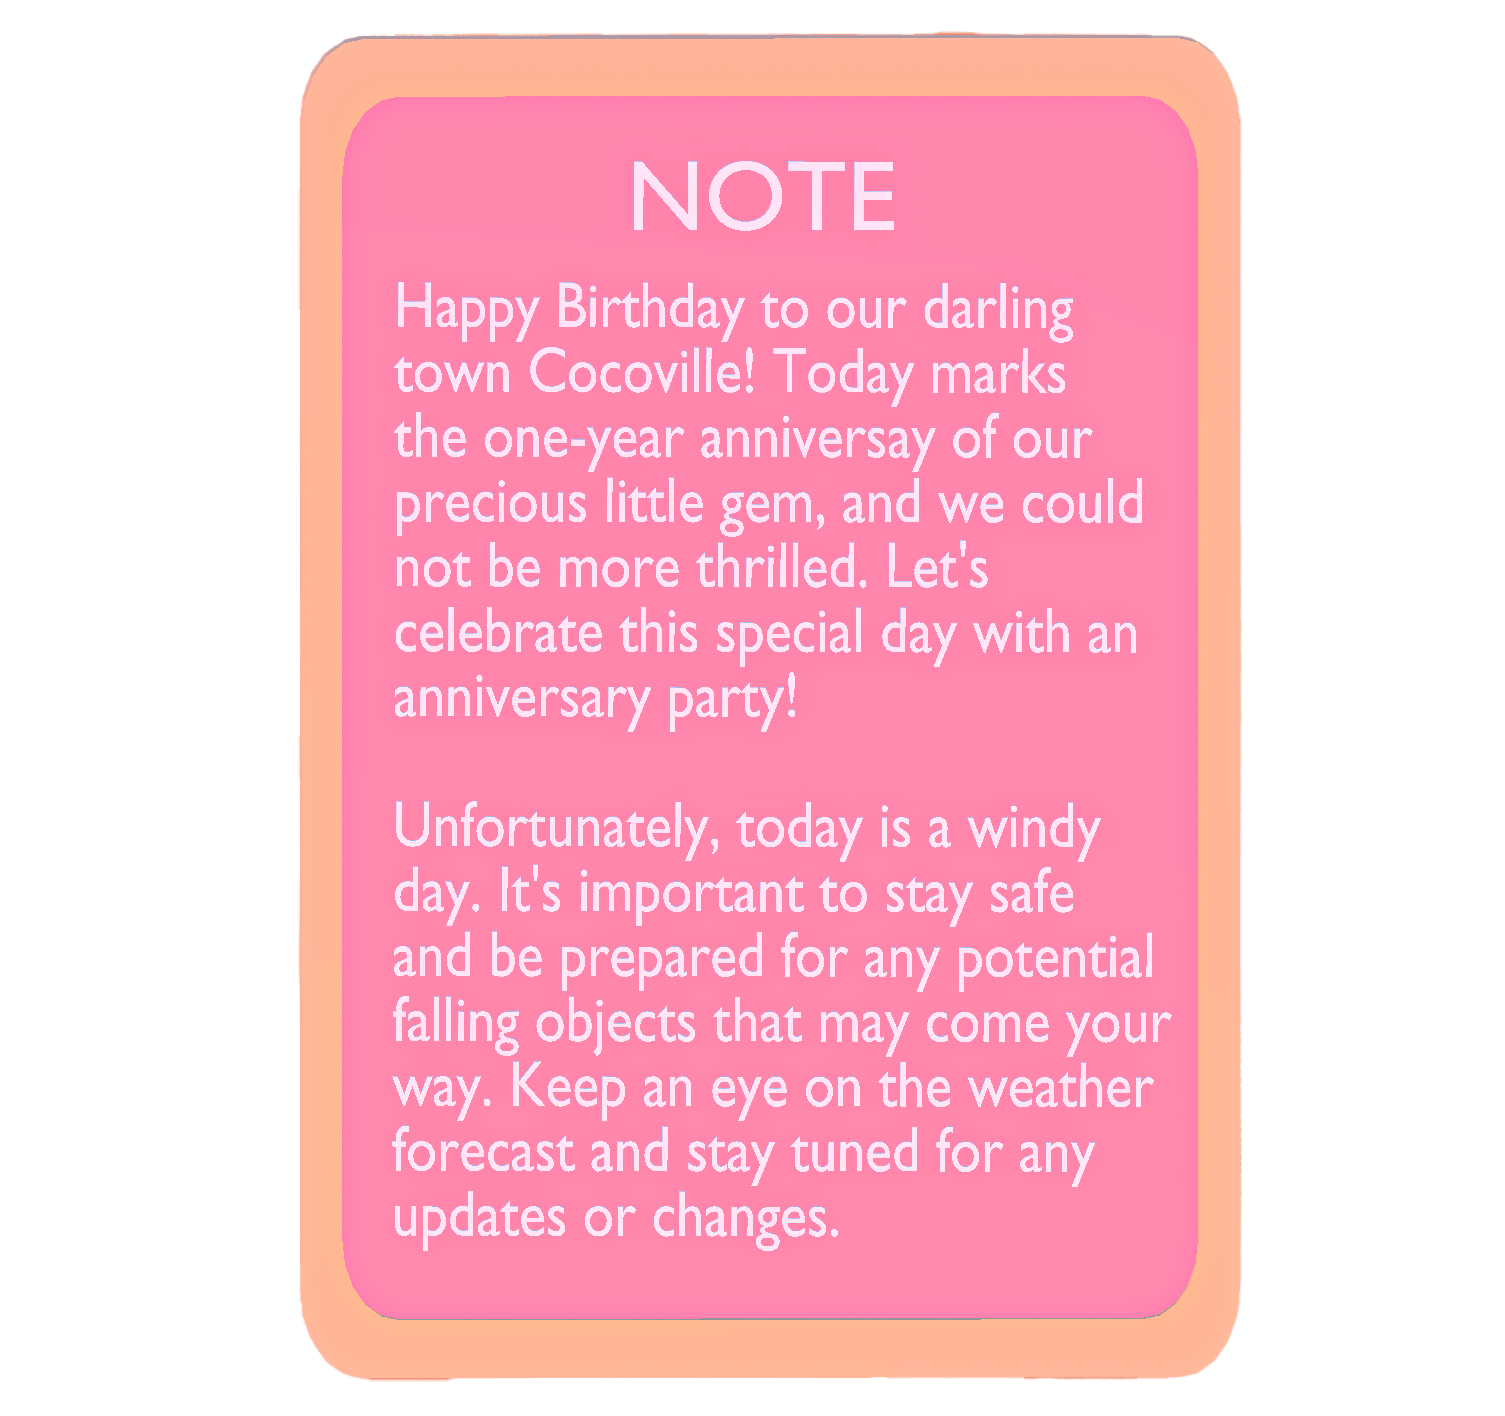 NOTE
Happy Birthday to our darling
town Cocoville! Today marks
the one-year anniversay of our
precious little gem, and we could
not be more thrilled. Let's
celebrate this special day with an
anniversary party!
Unfortunately, today is a windy
day. It's important to stay safe
and be prepared for any potential
falling objects that may come your
way. Keep an eye on the weather
forecast and stay tuned for any
updates or changes.